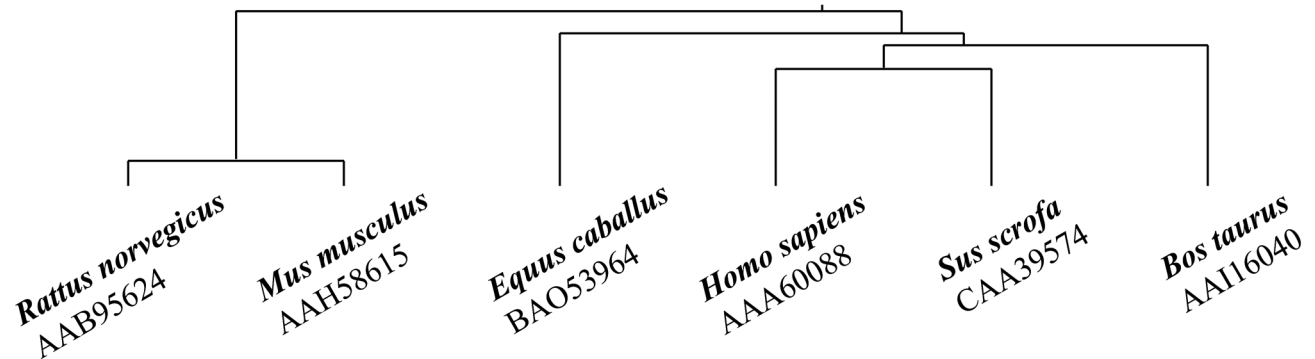 Rattus norvegicus
AAB95624
Mus musculus
AAH58615
Equus caballus
BAO53964
Homo sapiens
AAA60088
Sus scrofa
CAA39574
Bos taurus
AAI16040